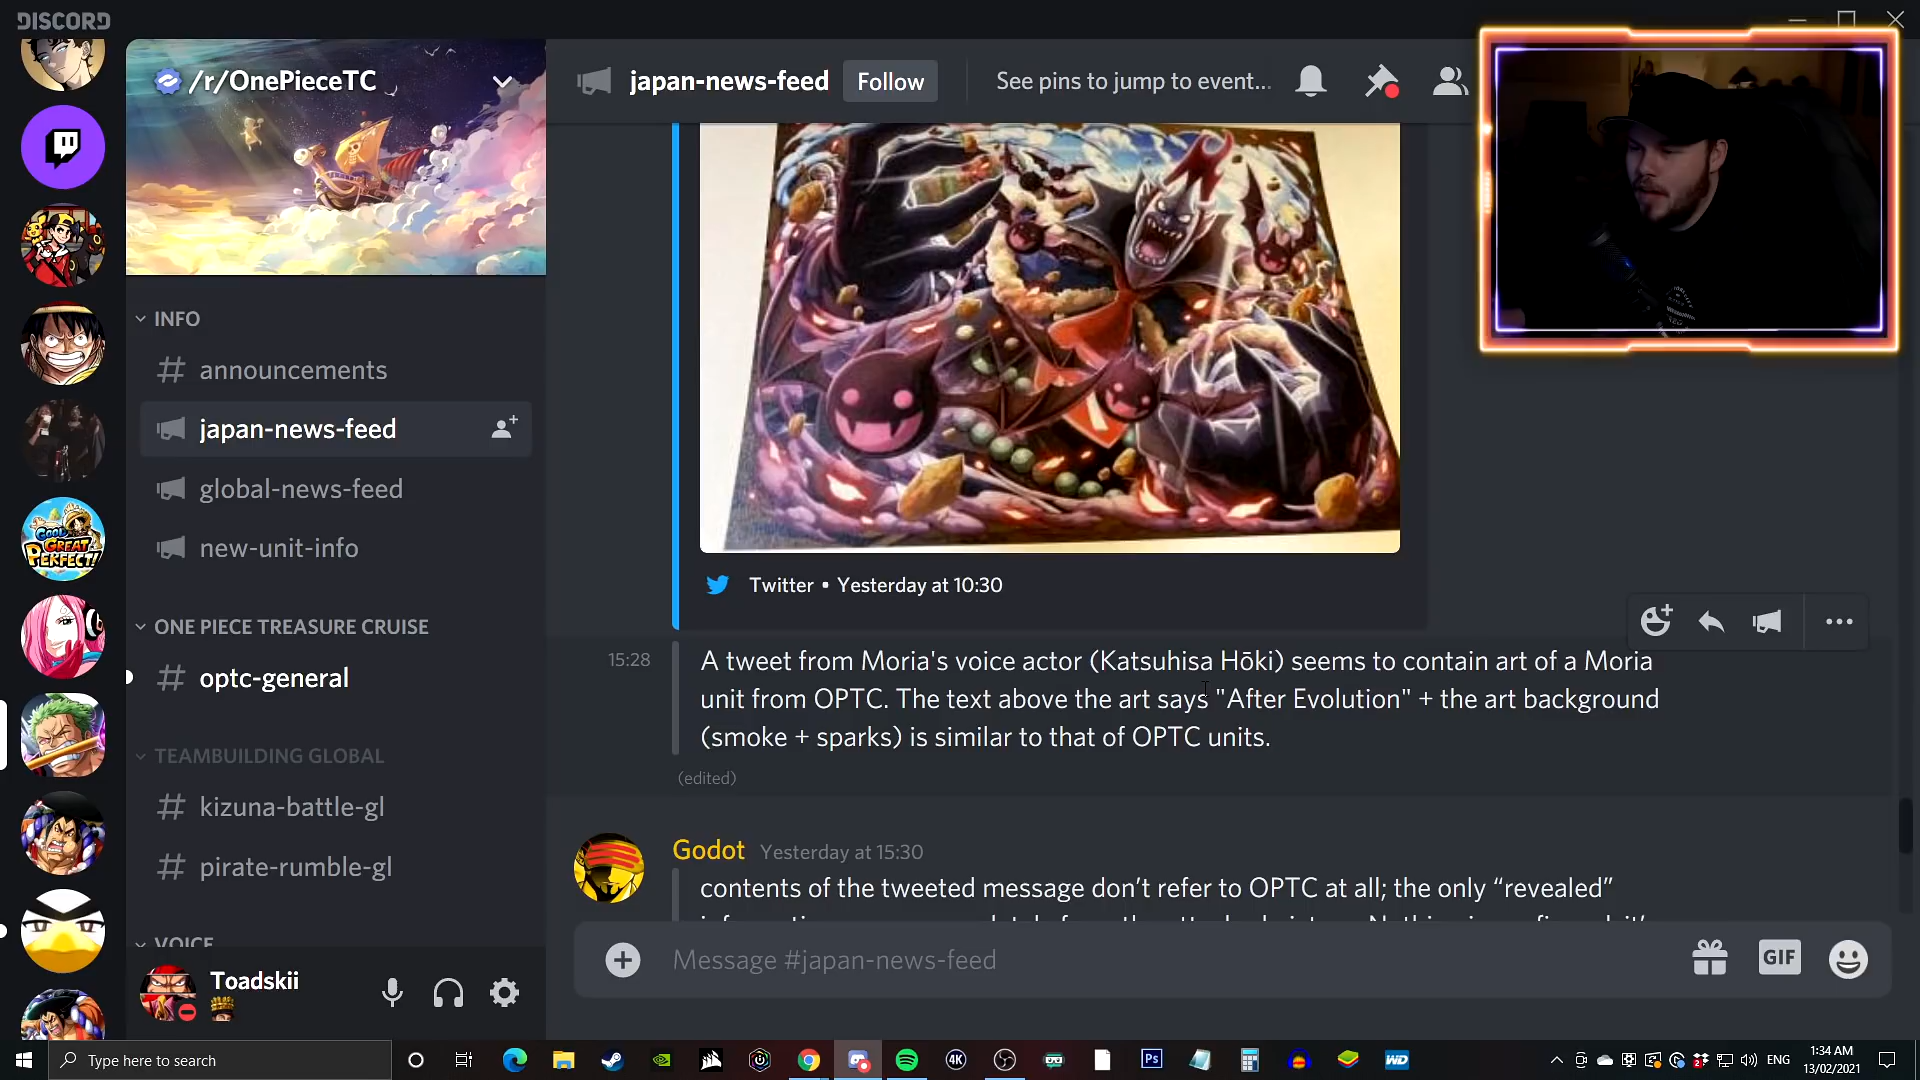 DISCORD
/r/OnePieceTC
INFO
announcements
japan-news-feed
global-news-feed
new-unit-info
ONE PIECE TREASURE CRUISE
optc-general
TEAMBUILDING GLOBAL
kizuna-battle-gl
pirate-rumble-gl
VOICE
GOOD
GREAT
PERFECT!
Toadskii
japan-news-feed
Follow
See pins to jump to event...
Twitter • Yesterday at 10:30
15:28
A tweet from Moria's voice actor (Katsuhisa Hōki) seems to contain art of a Moria
unit from OPTC. The text above the art says "After Evolution" + the art background
(smoke + sparks) is similar to that of OPTC units.
(edited)
Godot Yesterday at 15:30
contents of the tweeted message don’t refer to OPTC at all; the only “revealed”
Message #japan-news-feed
GIF
Type here to search
4K
Ps
WD
ENG
1:34 AM
13/02/2021